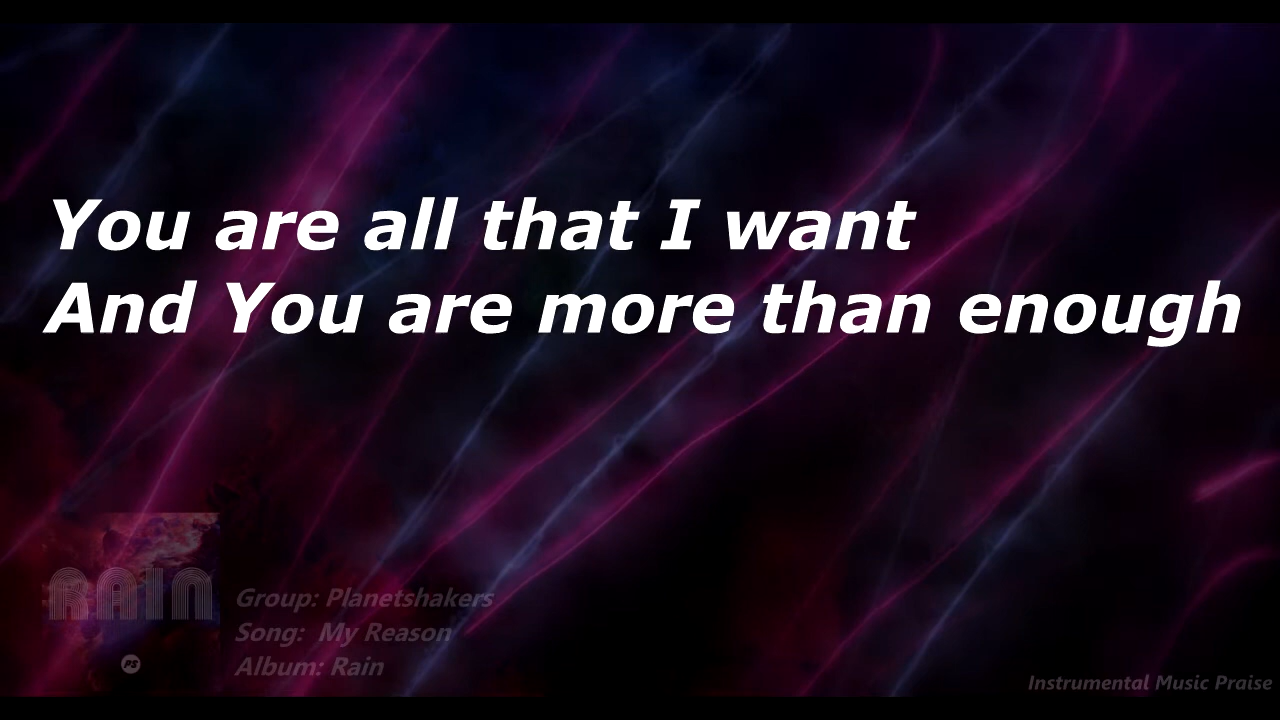 You are all that I want
And You are more than enough
RAIN
PS
Group: Planetshakers
Song: My Reason
Album: Rain
Instrumental Music Praise